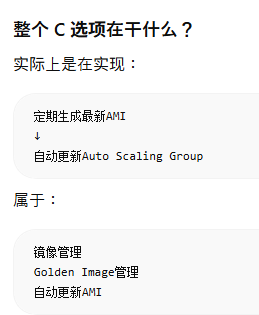 整个 C 选项在干什么？
实际上是在实现：
定期生成最新AMI
↓
自动更新Auto Scaling Group
属于：
镜像管理
Golden Image管理
自动更新AMI